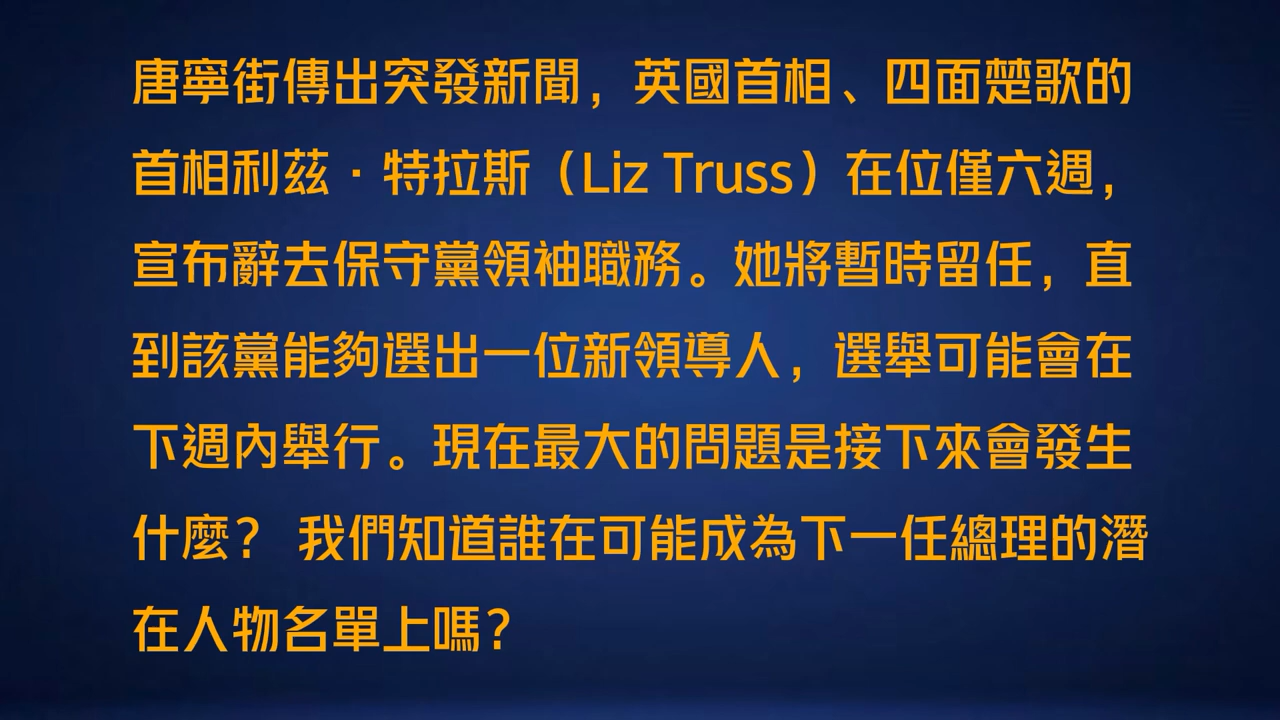 唐寧街傳出突發新聞，英國首相、四面楚歌的
首相利茲·特拉斯（Liz Truss）在位僅六週，
宣布辭去保守黨領袖職務。她將暫時留任，直
到該黨能夠選出一位新領導人，選舉可能會在
下週內舉行。現在最大的問題是接下來會發生
什麼？ 我們知道誰在可能成為下一任總理的潛
在人物名單上嗎？